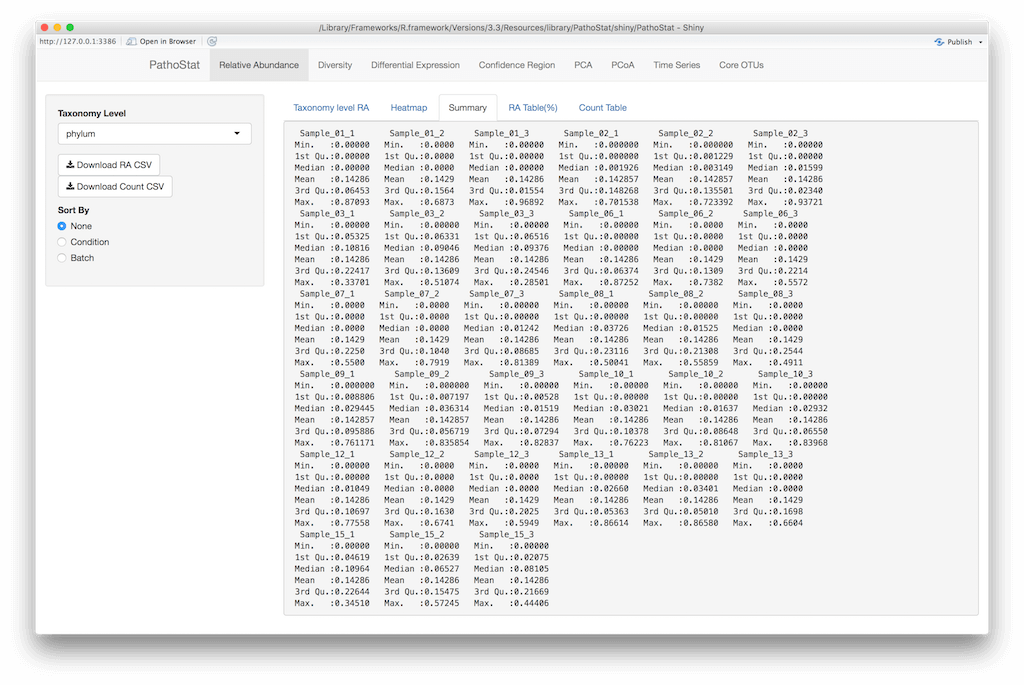 /Library/Frameworks/R.framework/Versions/3.3/Resources/library/PathoStat/shiny/PathoStat - Shiny
http://127.0.0.1:3386 Open in Browser Publish
PathoStat Relative Abundance Diversity Differential Expression Confidence Region PCA PCoA Time Series Core OTUs
Taxonomy Level
phylum
Download RA CSV
Download Count CSV
Sort By
None
Condition
Batch
Taxonomy level RA Heatmap Summary RA Table(%) Count Table
Sample_01_1 Sample_01_2 Sample_01_3 Sample_02_1 Sample_02_2 Sample_02_3
Min. :0.00000 Min. :0.0000 Min. :0.00000 Min. :0.000000 Min. :0.000000 Min. :0.00000
1st Qu.:0.00000 1st Qu.:0.0000 1st Qu.:0.00000 1st Qu.:0.000000 1st Qu.:0.001229 1st Qu.:0.00000
Median :0.00000 Median :0.0000 Median :0.00000 Median :0.001926 Median :0.003149 Median :0.01599
Mean :0.14286 Mean :0.1429 Mean :0.14286 Mean :0.142857 Mean :0.142857 Mean :0.14286
3rd Qu.:0.06453 3rd Qu.:0.1564 3rd Qu.:0.01554 3rd Qu.:0.148268 3rd Qu.:0.135501 3rd Qu.:0.02340
Max. :0.87093 Max. :0.6873 Max. :0.96892 Max. :0.701538 Max. :0.723392 Max. :0.93721
Sample_03_1 Sample_03_2 Sample_03_3 Sample_06_1 Sample_06_2 Sample_06_3
Min. :0.00000 Min. :0.00000 Min. :0.00000 Min. :0.00000 Min. :0.0000 Min. :0.0000
1st Qu.:0.05325 1st Qu.:0.06331 1st Qu.:0.06516 1st Qu.:0.00000 1st Qu.:0.0000 1st Qu.:0.0000
Median :0.10816 Median :0.09046 Median :0.09376 Median :0.00000 Median :0.0000 Median :0.0000
Mean :0.14286 Mean :0.14286 Mean :0.14286 Mean :0.14286 Mean :0.1429 Mean :0.1429
3rd Qu.:0.22417 3rd Qu.:0.13609 3rd Qu.:0.24546 3rd Qu.:0.06374 3rd Qu.:0.1309 3rd Qu.:0.2214
Max. :0.33701 Max. :0.51074 Max. :0.28501 Max. :0.87252 Max. :0.7382 Max. :0.5572
Sample_07_1 Sample_07_2 Sample_07_3 Sample_08_1 Sample_08_2 Sample_08_3
Min. :0.0000 Min. :0.0000 Min. :0.00000 Min. :0.00000 Min. :0.00000 Min. :0.0000
1st Qu.:0.0000 1st Qu.:0.0000 1st Qu.:0.00000 1st Qu.:0.00000 1st Qu.:0.00000 1st Qu.:0.0000
Median :0.0000 Median :0.0000 Median :0.01242 Median :0.03726 Median :0.01525 Median :0.0000
Mean :0.1429 Mean :0.1429 Mean :0.14286 Mean :0.14286 Mean :0.14286 Mean :0.1429
3rd Qu.:0.2250 3rd Qu.:0.1040 3rd Qu.:0.08685 3rd Qu.:0.23116 3rd Qu.:0.21308 3rd Qu.:0.2544
Max. :0.5500 Max. :0.7919 Max. :0.81389 Max. :0.50041 Max. :0.55859 Max. :0.4911
Sample_09_1 Sample_09_2 Sample_09_3 Sample_10_1 Sample_10_2 Sample_10_3
Min. :0.000000 Min. :0.000000 Min. :0.00000 Min. :0.00000 Min. :0.00000 Min. :0.00000
1st Qu.:0.008806 1st Qu.:0.007197 1st Qu.:0.00528 1st Qu.:0.00000 1st Qu.:0.00000 1st Qu.:0.00000
Median :0.029445 Median :0.036314 Median :0.01519 Median :0.03021 Median :0.01637 Median :0.02932
Mean :0.142857 Mean :0.142857 Mean :0.14286 Mean :0.14286 Mean :0.14286 Mean :0.14286
3rd Qu.:0.095886 3rd Qu.:0.056719 3rd Qu.:0.07294 3rd Qu.:0.10378 3rd Qu.:0.08648 3rd Qu.:0.06550
Max. :0.761171 Max. :0.835854 Max. :0.82837 Max. :0.76223 Max. :0.81067 Max. :0.83968
Sample_12_1 Sample_12_2 Sample_12_3 Sample_13_1 Sample_13_2 Sample_13_3
Min. :0.00000 Min. :0.0000 Min. :0.0000 Min. :0.00000 Min. :0.00000 Min. :0.0000
1st Qu.:0.00000 1st Qu.:0.0000 1st Qu.:0.0000 1st Qu.:0.00000 1st Qu.:0.00000 1st Qu.:0.0000
Median :0.01049 Median :0.0000 Median :0.0000 Median :0.02660 Median :0.03401 Median :0.0000
Mean :0.14286 Mean :0.1429 Mean :0.1429 Mean :0.14286 Mean :0.14286 Mean :0.1429
3rd Qu.:0.10697 3rd Qu.:0.1630 3rd Qu.:0.2025 3rd Qu.:0.05363 3rd Qu.:0.05010 3rd Qu.:0.1698
Max. :0.77558 Max. :0.6741 Max. :0.5949 Max. :0.86614 Max. :0.86580 Max. :0.6604
Sample_15_1 Sample_15_2 Sample_15_3
Min. :0.00000 Min. :0.00000 Min. :0.00000
1st Qu.:0.04619 1st Qu.:0.02639 1st Qu.:0.02075
Median :0.10964 Median :0.06527 Median :0.08105
Mean :0.14286 Mean :0.14286 Mean :0.14286
3rd Qu.:0.22644 3rd Qu.:0.15475 3rd Qu.:0.21669
Max. :0.34510 Max. :0.57245 Max. :0.44406